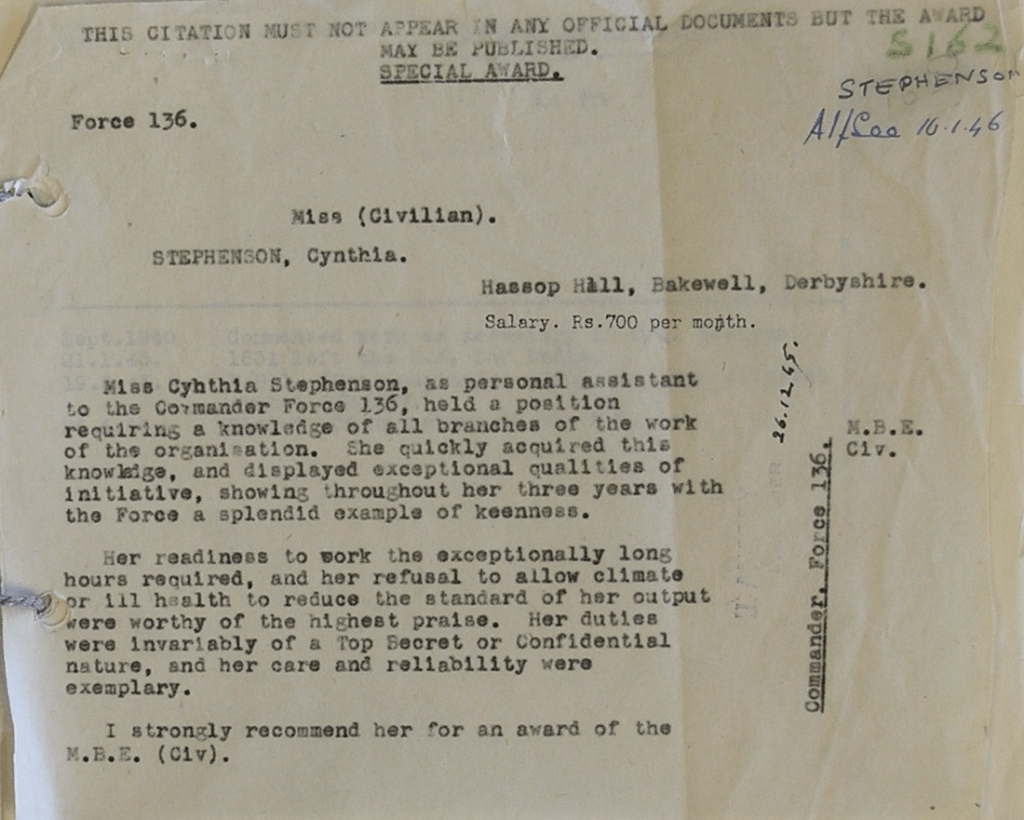 THIS CITATION MUST NOT APPEAR IN ANY OFFICIAL DOCUMENTS BUT THE AWARD
MAY BE PUBLISHED.
SPECIAL AWARD.
S162
STEPHENSON
10.1.46
Force 136.
Miss (Civilian).
STEPHENSON, Cynthia.
Hassop Hall, Bakewell, Derbyshire.
Salary. Rs.700 per month.
Miss Cyhthia Stephenson, as personal assistant
to the Commander Force 136, held a position
requiring a knowledge of all branches of the work
of the organisation. She quickly acquired this
knowledge, and displayed exceptional qualities of
initiative, showing throughout her three years with
the Force a splendid example of keenness.
Her readiness to work the exceptionally long
hours required, and her refusal to allow climate
or ill health to reduce the standard of her output
were worthy of the highest praise. Her duties
were invariably of a Top Secret or Confidential
nature, and her care and reliability were
exemplary.
I strongly recommend her for an award of the
M.B.E. (Civ).
26.12.45.
Commander, Force 136.
M.B.E.
Civ.